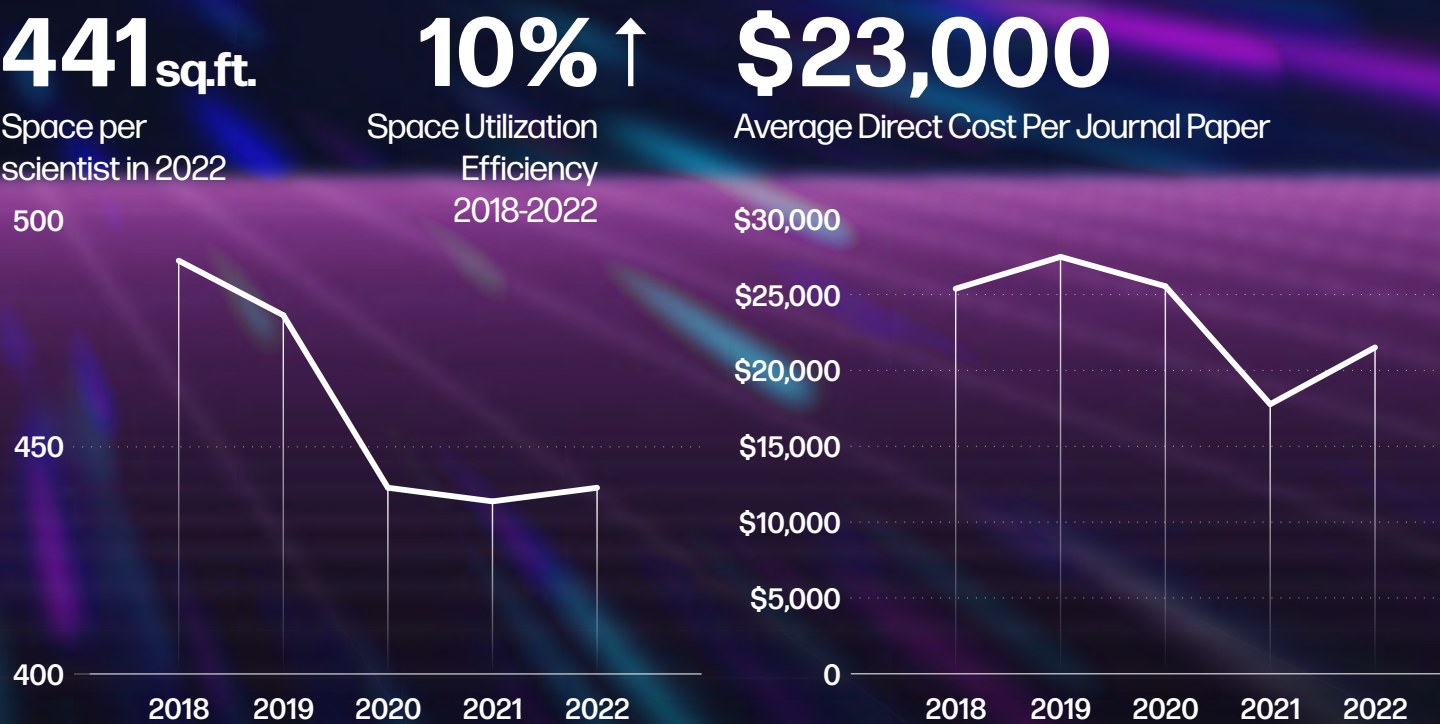 441 sq.ft.
Space per
scientist in 2022
10% ↑
Space Utilization
Efficiency
2018-2022
500
450
400
2018 2019 2020 2021 2022
$23,000
Average Direct Cost Per Journal Paper
$30,000
$25,000
$20,000
$15,000
$10,000
$5,000
0
2018 2019 2020 2021 2022